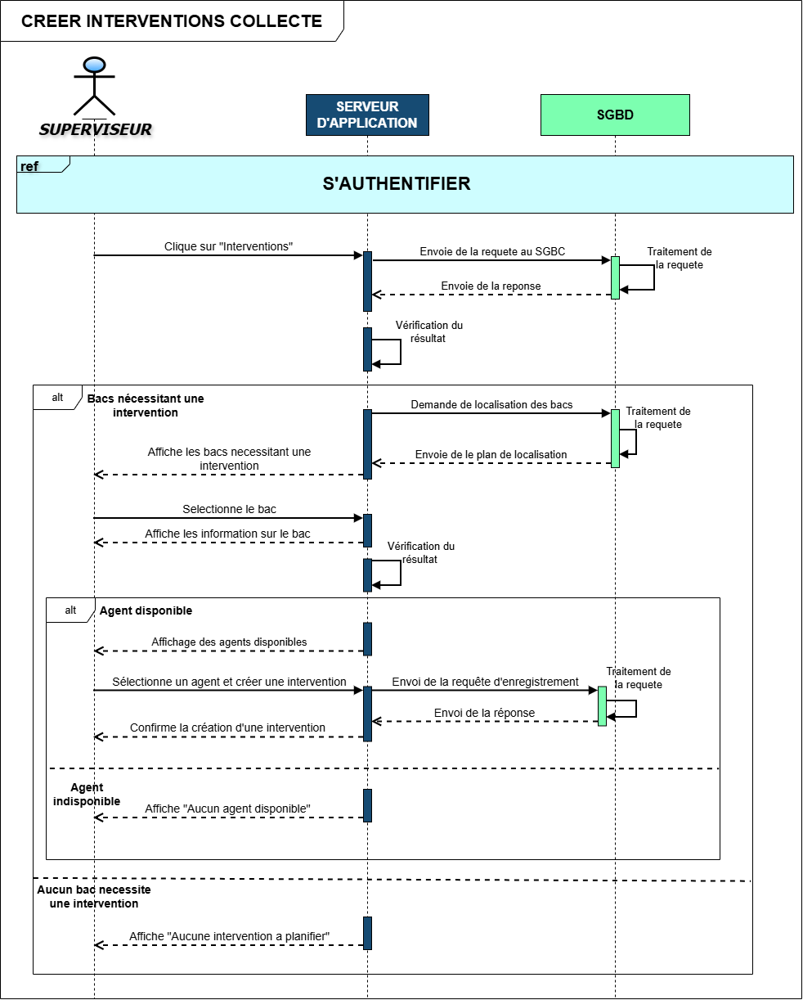 CREER INTERVENTIONS COLLECTE
SUPERVISEUR
SERVEUR
D'APPLICATION
SGBD
ref
S'AUTHENTIFIER
Clique sur "Interventions"
Envoie de la requete au SGBC
Traitement de
la requete
Envoie de la reponse
Vérification du
résultat
alt
Bacs nécessitant une
intervention
Demande de localisation des bacs
Traitement de
la requete
Affiche les bacs necessitant une
intervention
Envoie de le plan de localisation
Selectionne le bac
Affiche les information sur le bac
Vérification du
résultat
alt
Agent disponible
Affichage des agents disponibles
Sélectionne un agent et créer une intervention
Envoi de la requête d'enregistrement
Traitement de
la requete
Envoi de la réponse
Confirme la création d'une intervention
Agent
indisponible
Affiche "Aucun agent disponible"
Aucun bac necessite
une intervention
Affiche "Aucune intervention a planifier"